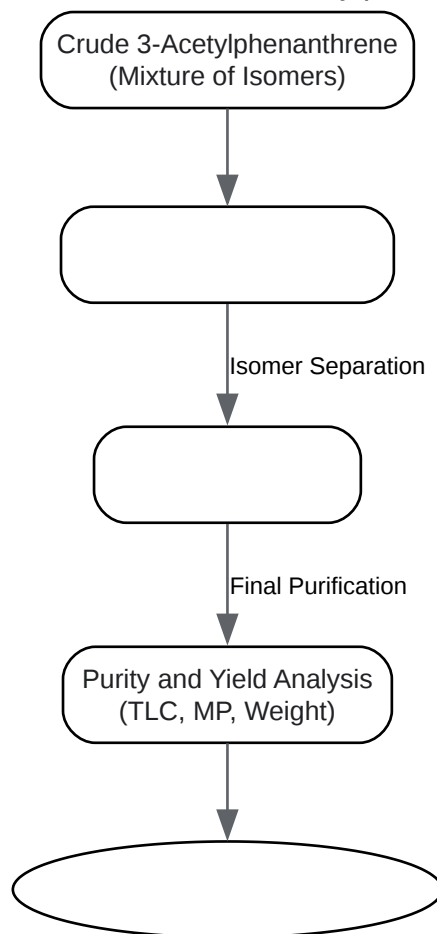 Crude 3-Acetylphenanthrene
(Mixture of Isomers)
Isomer Separation
Final Purification
Purity and Yield Analysis
(TLC, MP, Weight)